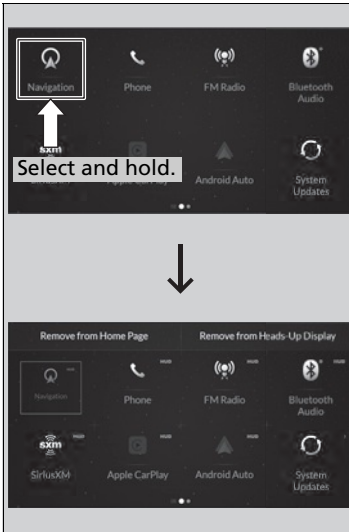 Navigation
Phone
FM Radio
Bluetooth
Audio
sxm
Select and hold.
Android Auto
System
Updates
Remove from Home Page
Remove from Heads-Up Display
Navigation
Phone
FM Radio
Bluetooth
Audio
sxm
SiriusXM
Apple CarPlay
Android Auto
System
Updates